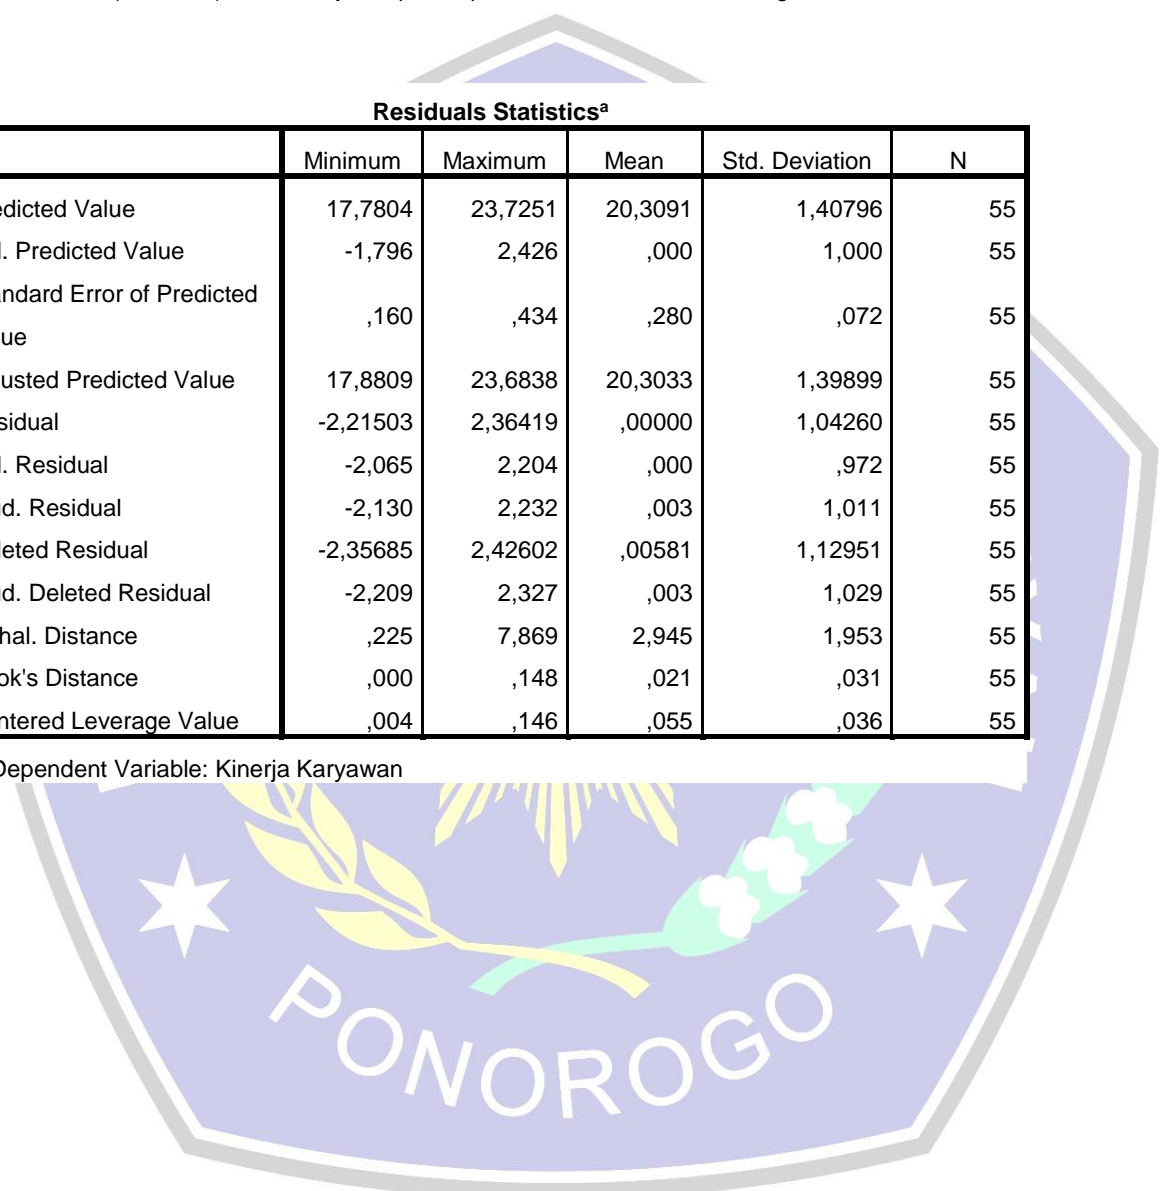 Residuals Statisticsa
Minimum Maximum Mean Std. Deviation N
edicted Value 17,7804 23,7251 20,3091 1,40796 55
. Predicted Value -1,796 2,426 ,000 1,000 55
ndard Error of Predicted
ue ,160 ,434 ,280 ,072 55
usted Predicted Value 17,8809 23,6838 20,3033 1,39899 55
sidual -2,21503 2,36419 ,00000 1,04260 55
. Residual -2,065 2,204 ,000 ,972 55
d. Residual -2,130 2,232 ,003 1,011 55
leted Residual -2,35685 2,42602 ,00581 1,12951 55
d. Deleted Residual -2,209 2,327 ,003 1,029 55
hal. Distance ,225 7,869 2,945 1,953 55
ok's Distance ,000 ,148 ,021 ,031 55
ntered Leverage Value ,004 ,146 ,055 ,036 55
Dependent Variable: Kinerja Karyawan
PONOROGO